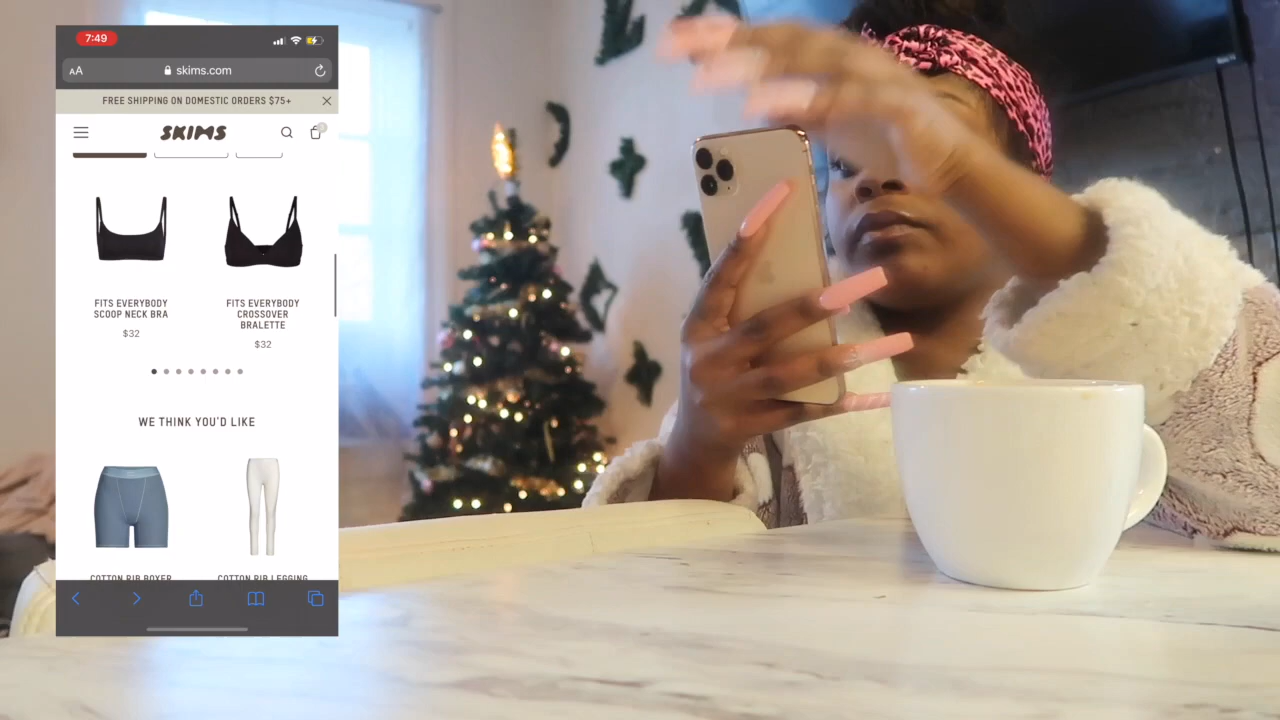 7:49
AA
skims.com
FREE SHIPPING ON DOMESTIC ORDERS $75+
SKIMS
FITS EVERYBODY
SCOOP NECK BRA
$32
FITS EVERYBODY
CROSSOVER
BRALETTE
$32
WE THINK YOU'D LIKE
COTTON RIB BOXER
COTTON RIB LEGGING